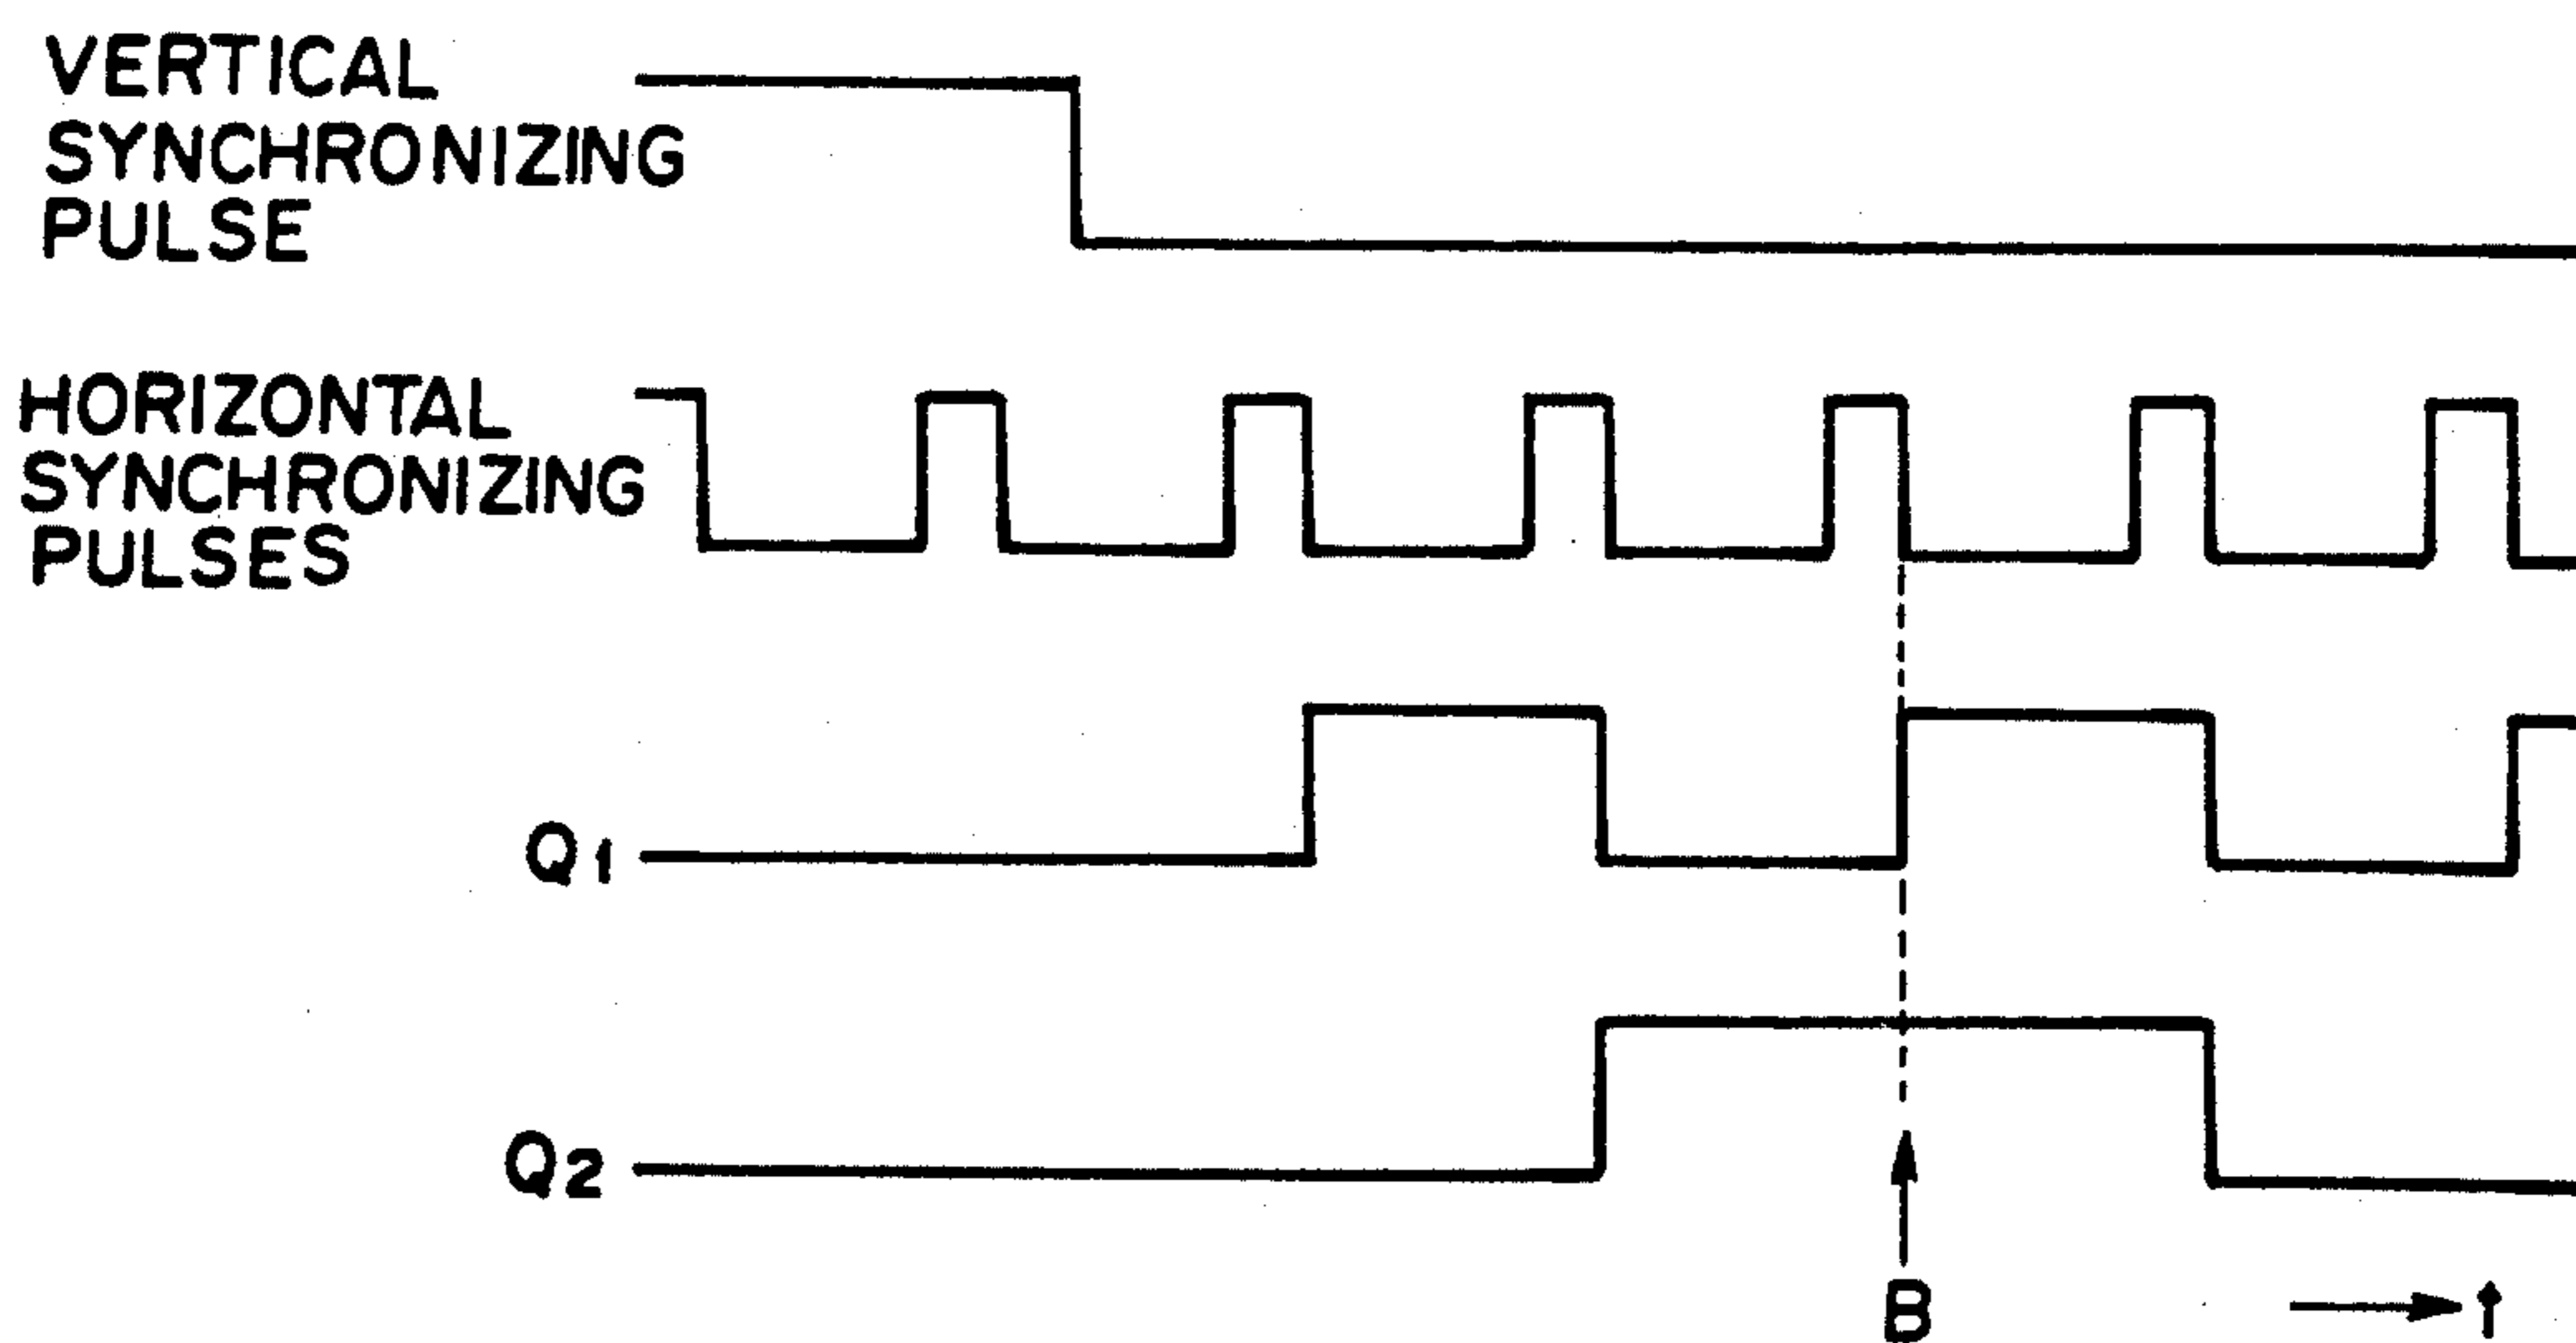 VERTICAL
SYNCHRONIZING
PULSE
HORIZONTAL
SYNCHRONIZING
PULSES
Q1
Q2
B
t